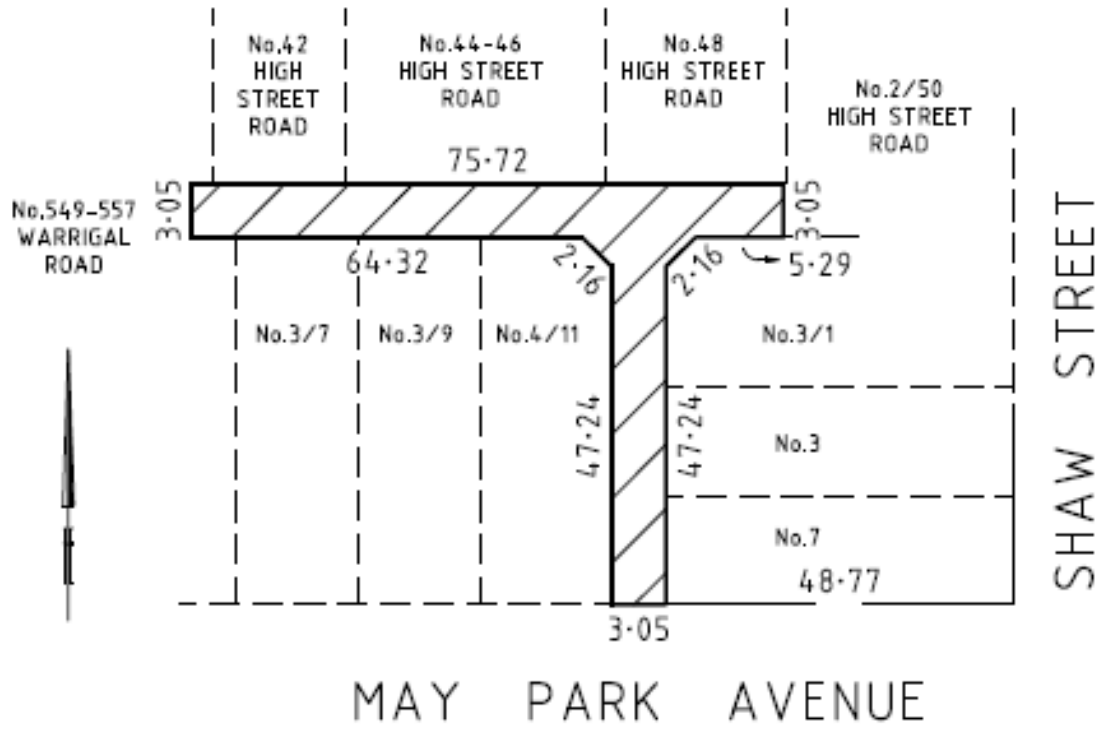 No.42
HIGH
STREET
ROAD
No.44-46
HIGH STREET
ROAD
No.48
HIGH STREET
ROAD
No.2/50
HIGH STREET
ROAD
75·72
3·05
3·05
No.549-557
WARRIGAL
ROAD
64·32
2·16
2·16
5·29
No.3/7
No.3/9
No.4/11
No.3/1
47·24
47·24
No.3
No.7
48·77
3·05
SHAW STREET
MAY PARK AVENUE